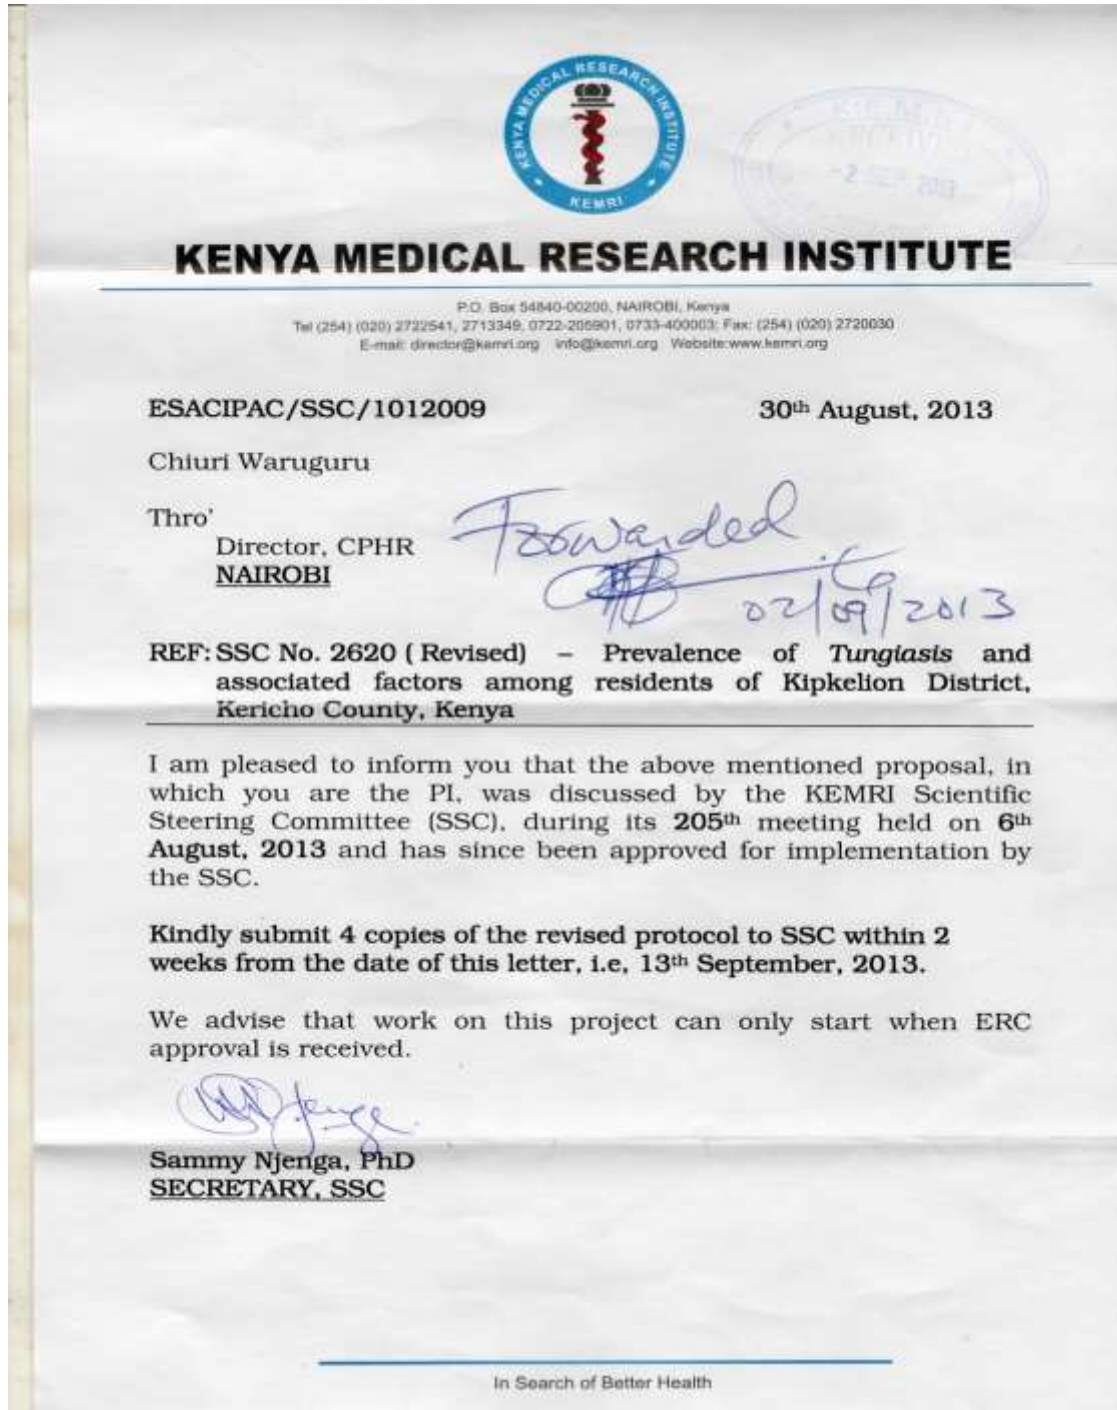 KENYA MEDICAL RESEARCH INSTITUTE
KEMRI
- 2 SEP 2013
KENYA MEDICAL RESEARCH INSTITUTE
P.O. Box 54840-00200, NAIROBI, Kenya
Tel (254) (020) 2722541, 2713349, 0722-205901, 0733-400003; Fax: (254) (020) 2720030
E-mail: director@kemri.org info@kemri.org Website:www.kemri.org
ESACIPAC/SSC/1012009 30th August, 2013
Chiuri Waruguru
Thro'
Forwarded
Director, CPHR
NAIROBI
02/09/2013
REF: SSC No. 2620 ( Revised) – Prevalence of Tungiasis and
associated factors among residents of Kipkelion District,
Kericho County, Kenya
I am pleased to inform you that the above mentioned proposal, in
which you are the PI, was discussed by the KEMRI Scientific
Steering Committee (SSC), during its 205th meeting held on 6th
August, 2013 and has since been approved for implementation by
the SSC.
Kindly submit 4 copies of the revised protocol to SSC within 2
weeks from the date of this letter, i.e, 13th September, 2013.
We advise that work on this project can only start when ERC
approval is received.
Sammy Njenga, PhD
SECRETARY, SSC
In Search of Better Health